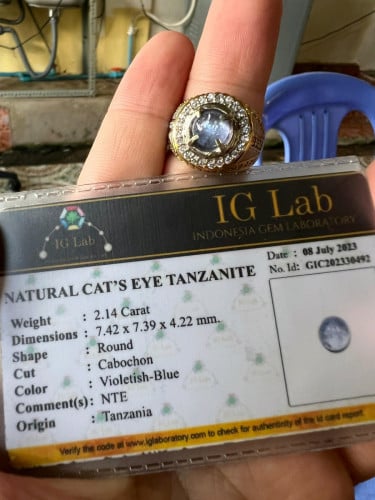 IG Lab
INDONESIA GEM LABORATORY
IG Lab
Date : 08 July 2023
No. Id: GIC202330492
NATURAL CAT'S EYE TANZANITE
Weight : 2.14 Carat
Dimensions : 7.42 x 7.39 x 4.22 mm.
Shape : Round
Cut : Cabochon
Color : Violetish-Blue
Comment(s) : NTE
Origin : Tanzania
Verify the code at www.iglaboratory.com to check for authenticity of the id card report